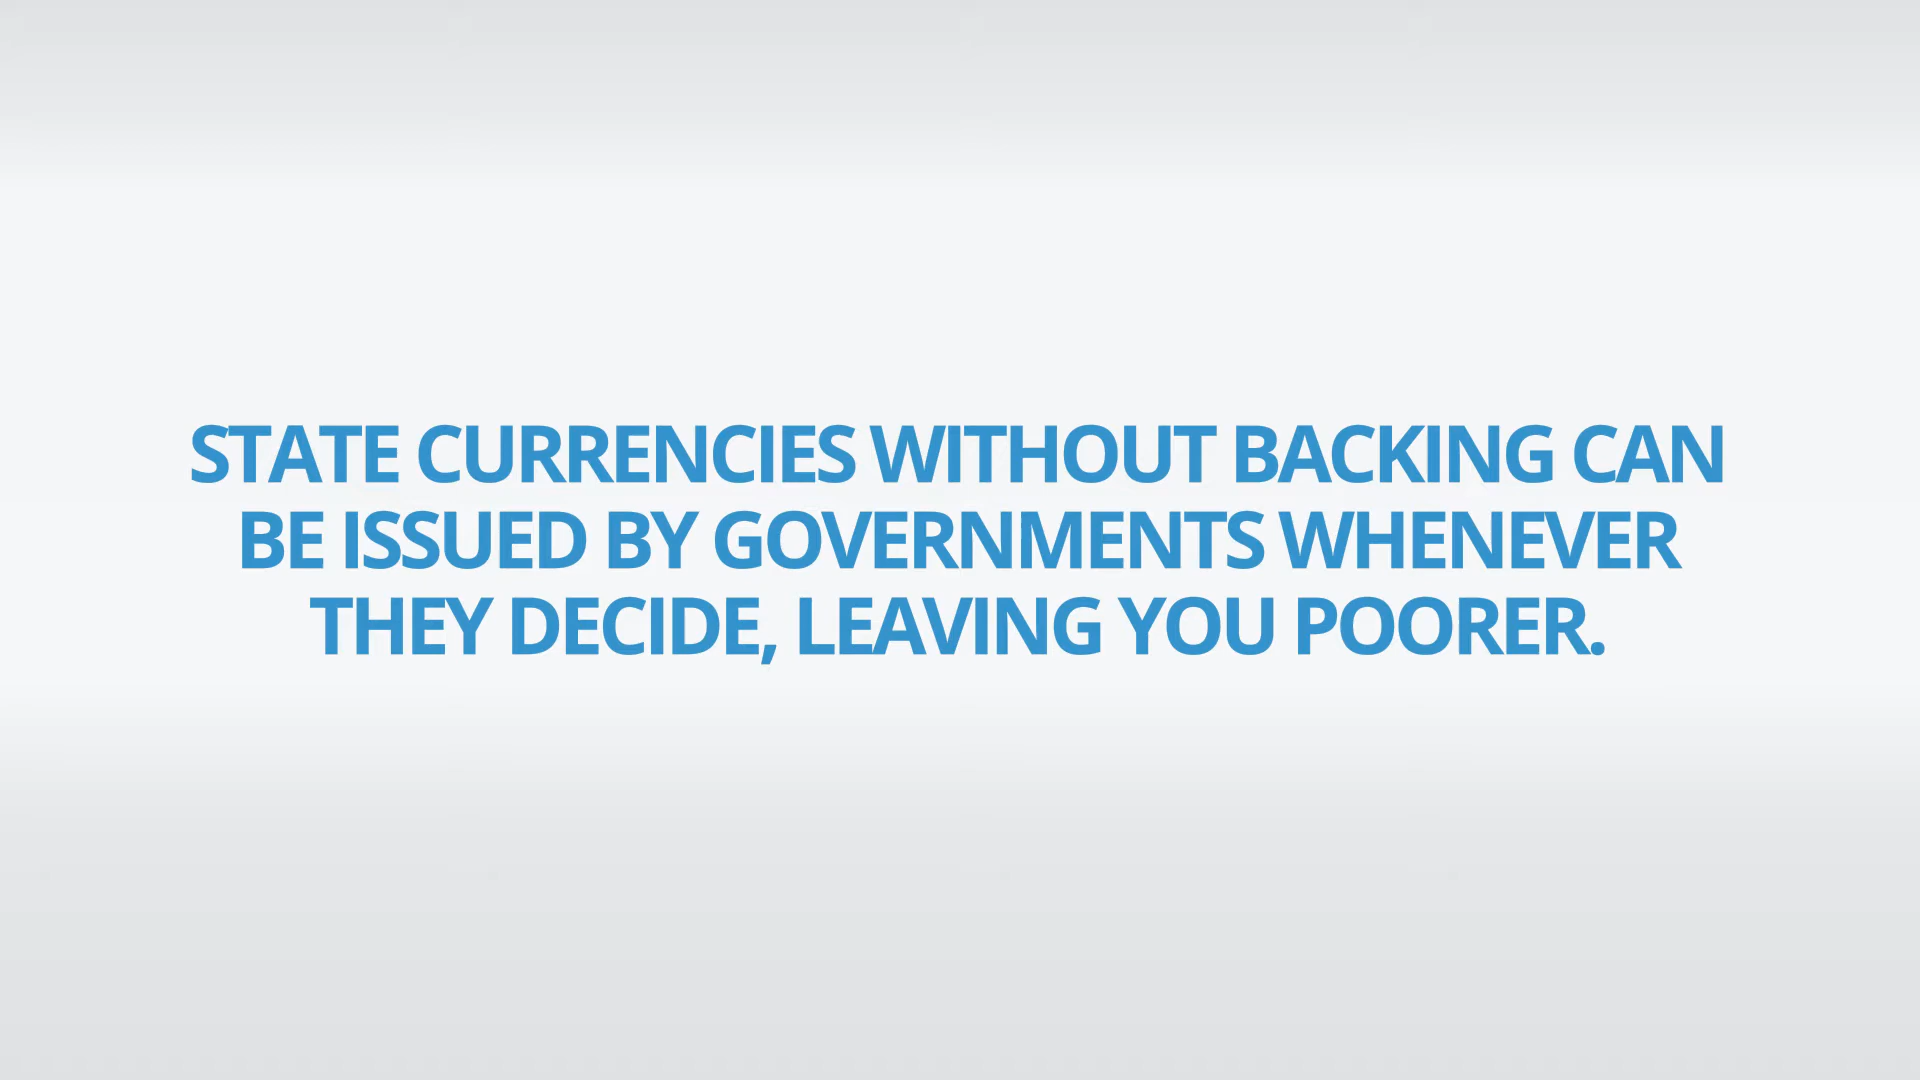 STATE CURRENCIES WITHOUT BACKING CAN
BE ISSUED BY GOVERNMENTS WHENEVER
THEY DECIDE, LEAVING YOU POORER.